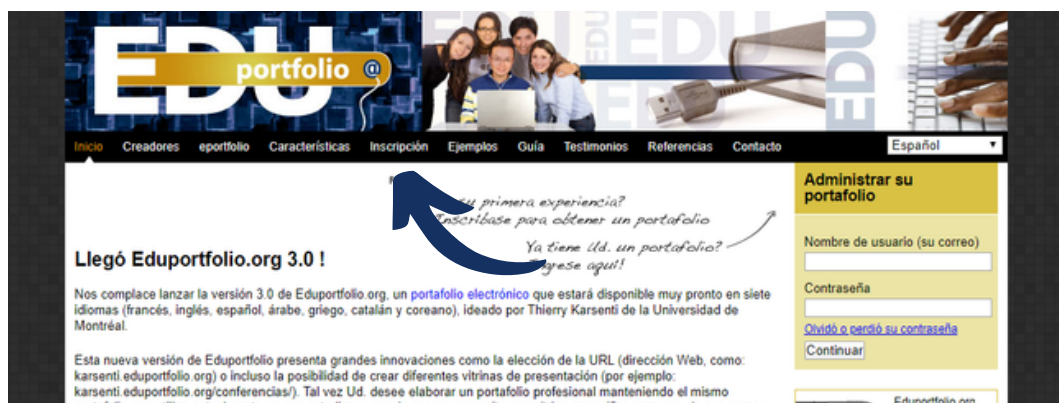 EDU
portfolio @
EDU EDU
EDU
EDU
Inicio Creadores eportfolio Características Inscripción Ejemplos Guía Testimonios Referencias Contacto
Español
su primera experiencia?
Inscríbase para obtener un portafolio
Ya tiene Ud. un portafolio?
aquí!
Llegó Eduportfolio.org 3.0 !
Nos complace lanzar la versión 3.0 de Eduportfolio.org, un portafolio electrónico que estará disponible muy pronto en siete
idiomas (francés, inglés, español, árabe, griego, catalán y coreano), ideado por Thierry Karsenti de la Universidad de
Montréal.
Esta nueva versión de Eduportfolio presenta grandes innovaciones como la elección de la URL (dirección Web, como:
karsenti.eduportfolio.org) o incluso la posibilidad de crear diferentes vitrinas de presentación (por ejemplo:
karsenti.eduportfolio.org/conferencias/). Tal vez Ud. desee elaborar un portafolio profesional manteniendo el mismo
Administrar su
portafolio
Nombre de usuario (su correo)
Contraseña
Olvidó o perdió su contraseña
Continuar
Eduportfolio.org